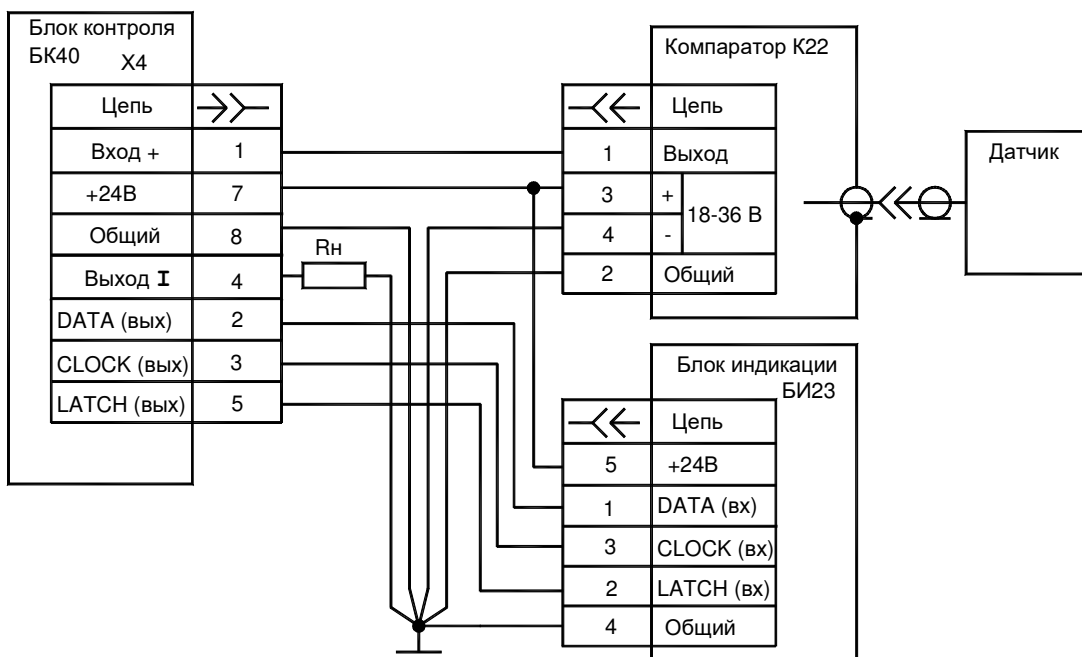 Блок контроля
БК40
X4
Цепь
Вход + 1
+24В 7
Общий 8
Выход I 4
DATA (вых) 2
CLOCK (вых) 3
LATCH (вых) 5
Rн
Компаратор К22
Цепь
1 Выход
3 +
18-36 В
4 -
2 Общий
Датчик
Блок индикации
БИ23
Цепь
5 +24В
1 DATA (вх)
3 CLOCK (вх)
2 LATCH (вх)
4 Общий